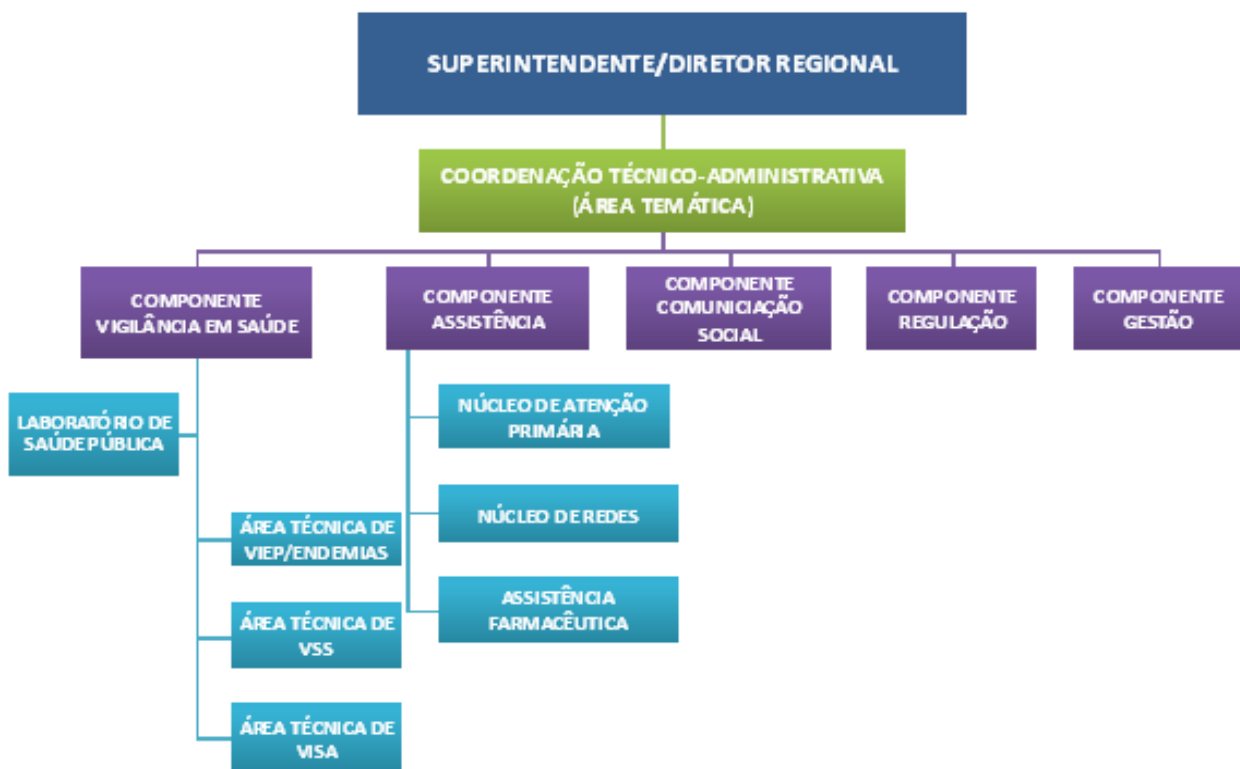 SUPERINTENDENTE/DIRETOR REGIONAL
COORDENAÇÃO TÉCNICO-ADMINISTRATIVA
(ÁREA TEMÁTICA)
COMPONENTE
VIGILÂNCIA EM SAÚDE
COMPONENTE
ASSISTÊNCIA
COMPONENTE
COMUNICIAÇÃO
SOCIAL
COMPONENTE
REGULAÇÃO
COMPONENTE
GESTÃO
LABORATÓRIO DE
SAÚDE PÚBLICA
ÁREA TÉCNICA DE
VIEP/ENDEMIAS
ÁREA TÉCNICA DE
VSS
ÁREA TÉCNICA DE
VISA
NÚCLEO DE ATENÇÃO
PRIMÁRIA
NÚCLEO DE REDES
ASSISTÊNCIA
FARMACÊUTICA